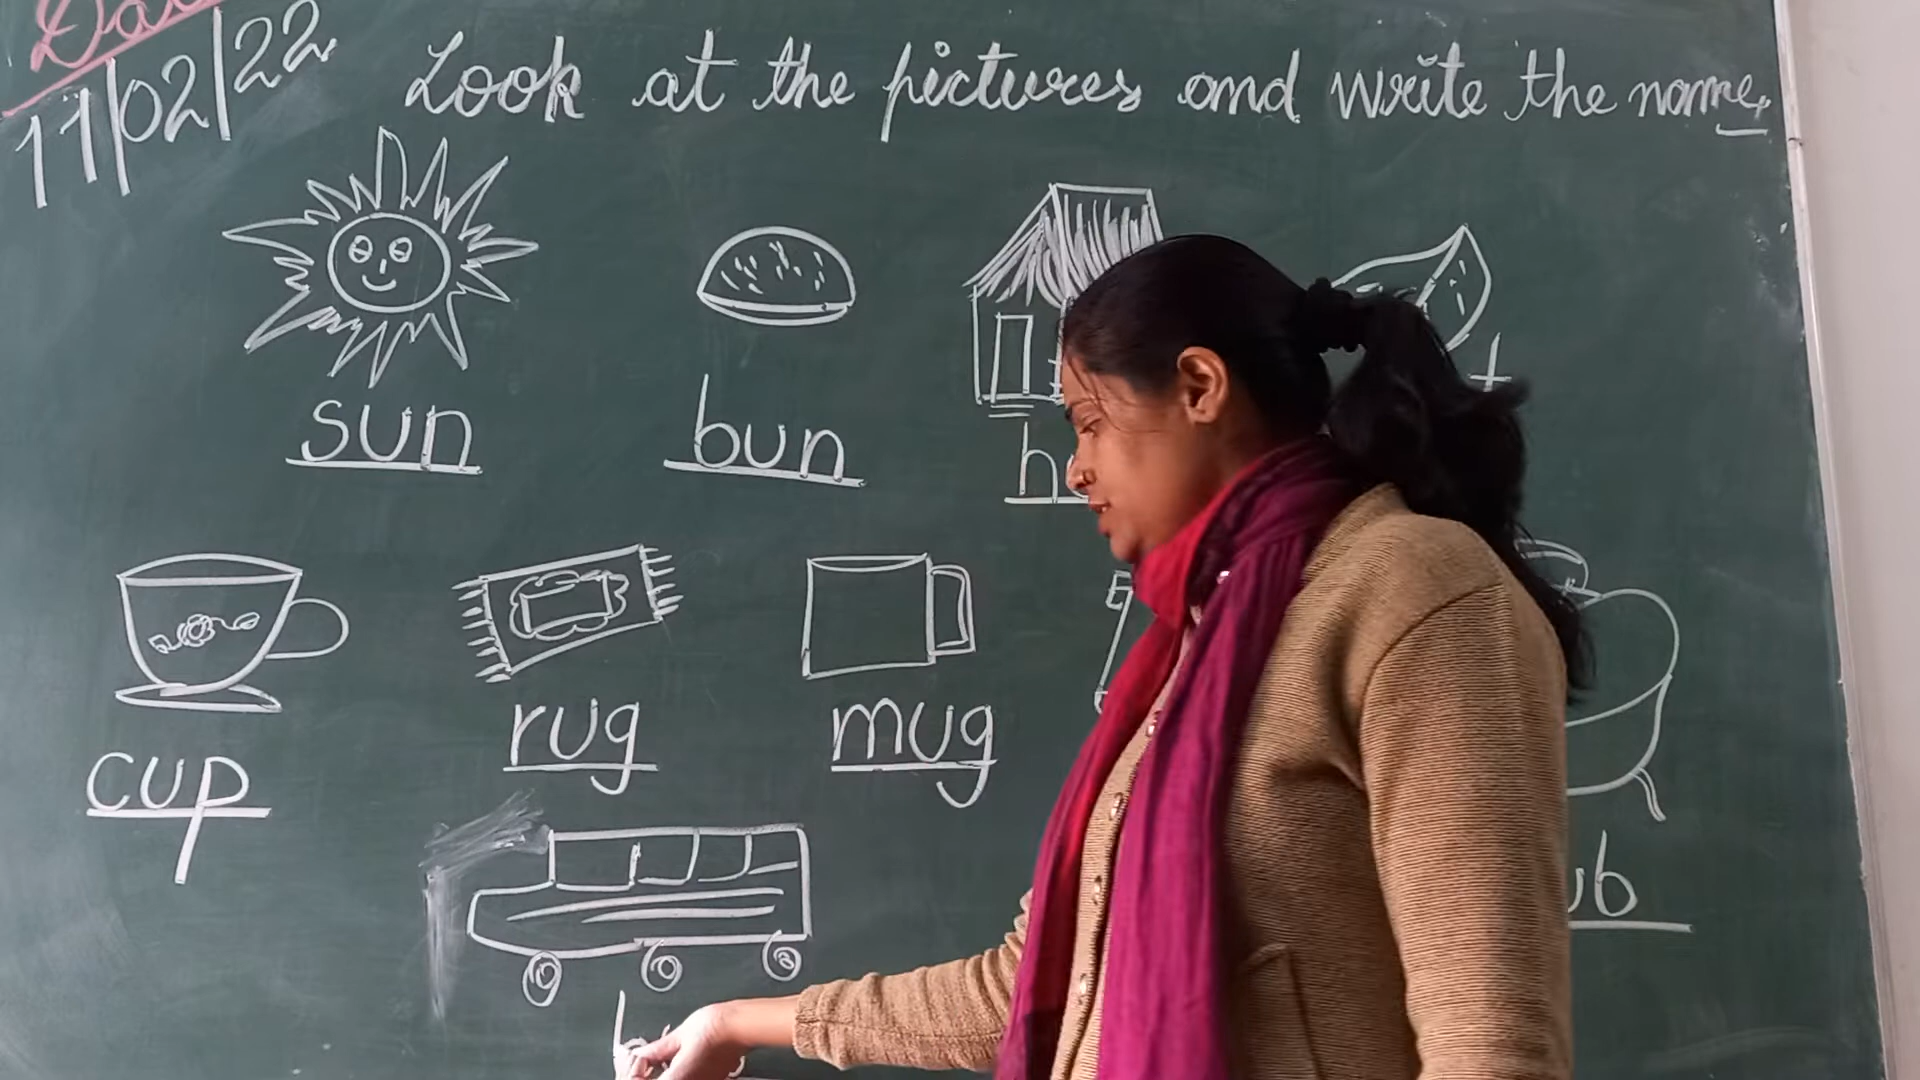 11/02/22
Look at the pictures and write the name.
sun bun
cup rug mug